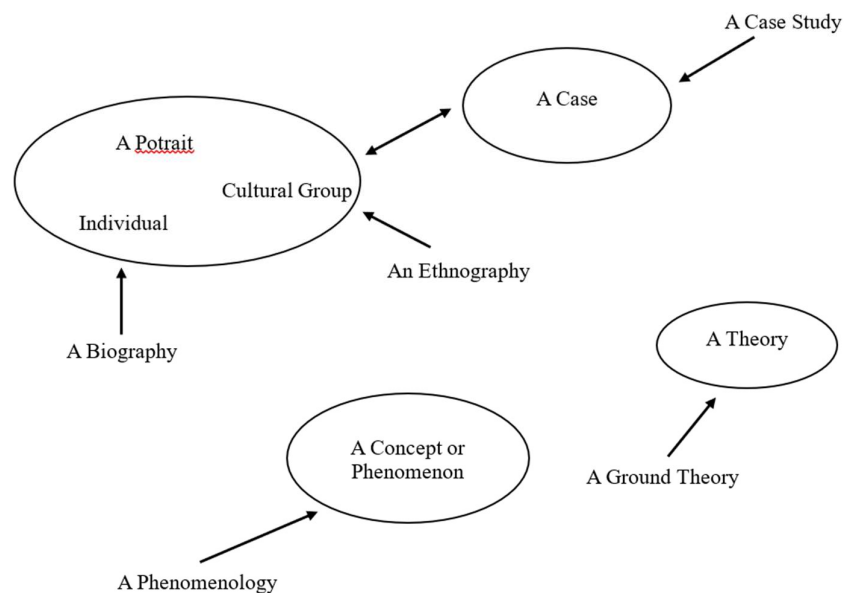 A Case Study
A Case
A Potrait
Cultural Group
Individual
An Ethnography
A Biography
A Theory
A Concept or
Phenomenon
A Ground Theory
A Phenomenology